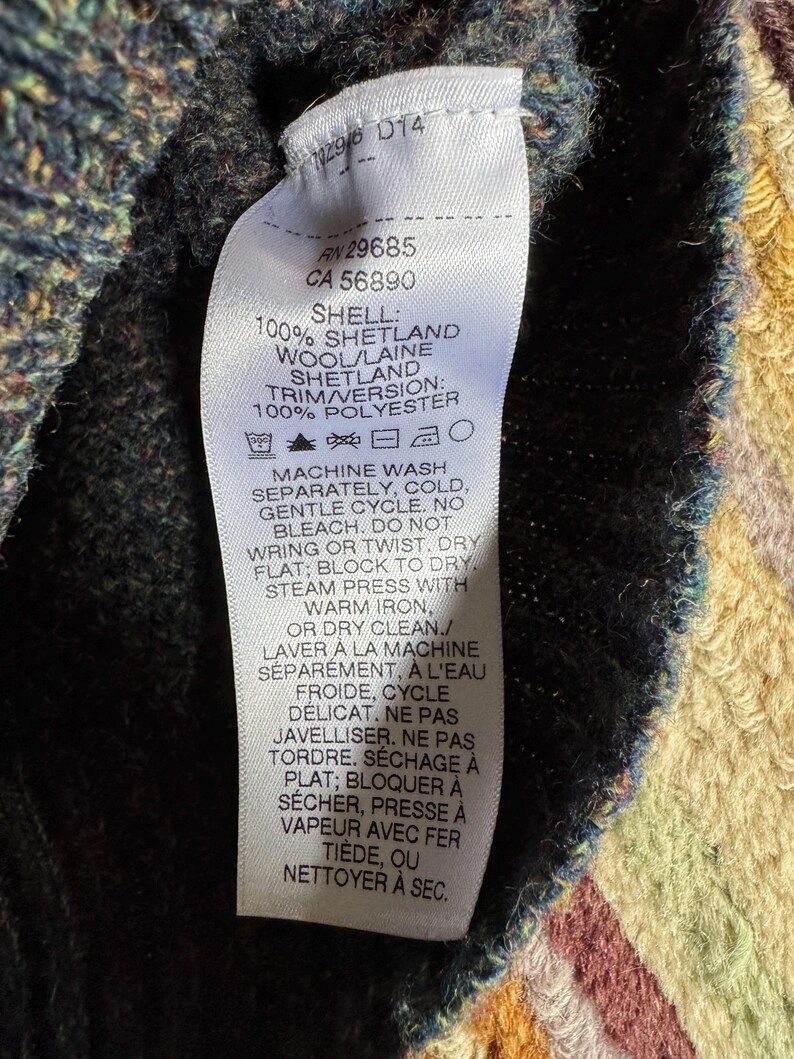 D14
RN 29685
CA 56890
SHELL:
100% SHETLAND
WOOL/LAINE
SHETLAND
TRIM/VERSION:
100% POLYESTER
30C
MACHINE WASH
SEPARATELY, COLD,
GENTLE CYCLE. NO
BLEACH. DO NOT
WRING OR TWIST. DRY
FLAT; BLOCK TO DRY.
STEAM PRESS WITH
WARM IRON,
OR DRY CLEAN./
LAVER À LA MACHINE
SÉPARÉMENT, À L'EAU
FROIDE, CYCLE
DÉLICAT. NE PAS
JAVELLISER. NE PAS
TORDRE. SÉCHAGE À
PLAT; BLOQUER À
SÉCHER, PRESSE À
VAPEUR AVEC FER
TIÈDE, OU
NETTOYER À SEC.